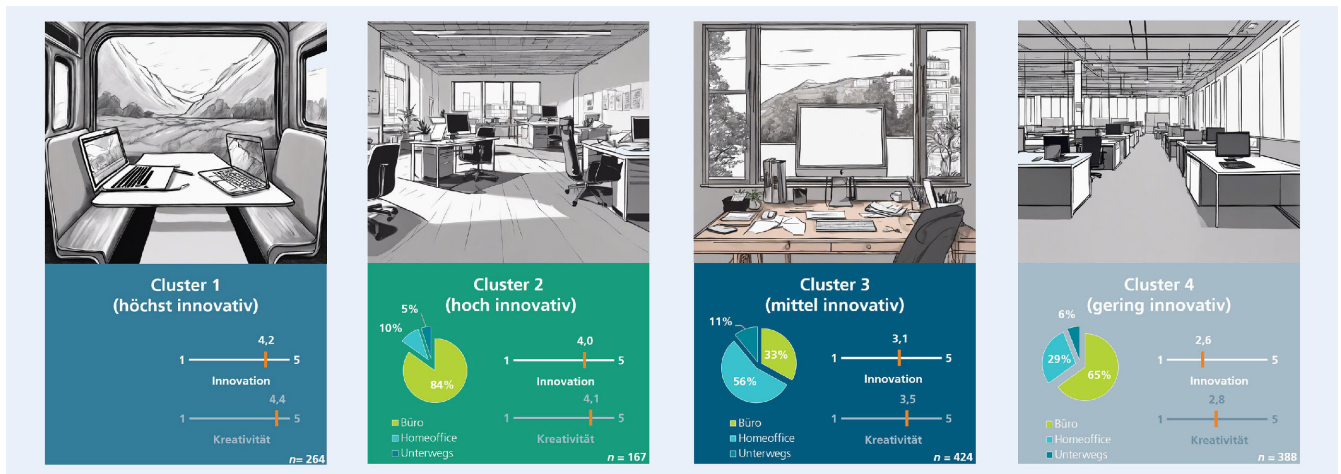 Cluster 1
(höchst innovativ)
4,2
1
5
Innovation
4,4
1
5
Kreativität
n= 264
Cluster 2
(hoch innovativ)
5%
10%
84%
4,0
1
5
Innovation
4,1
1
5
Kreativität
Büro
Homeoffice
Unterwegs
n = 167
Cluster 3
(mittel innovativ)
11%
33%
56%
3,1
1
5
Innovation
3,5
1
5
Kreativität
Büro
Homeoffice
Unterwegs
n = 424
Cluster 4
(gering innovativ)
6%
29%
65%
2,6
1
5
Innovation
2,8
1
5
Kreativität
Büro
Homeoffice
Unterwegs
n = 388